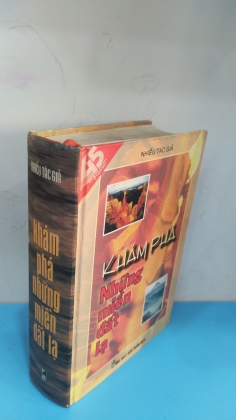 NHIỀU TÁC GIẢ
KHÁM PHÁ
Những
miền
đất
lạ
NHIỀU TÁC GIẢ
Khám
phá
những
miền
đất lạ